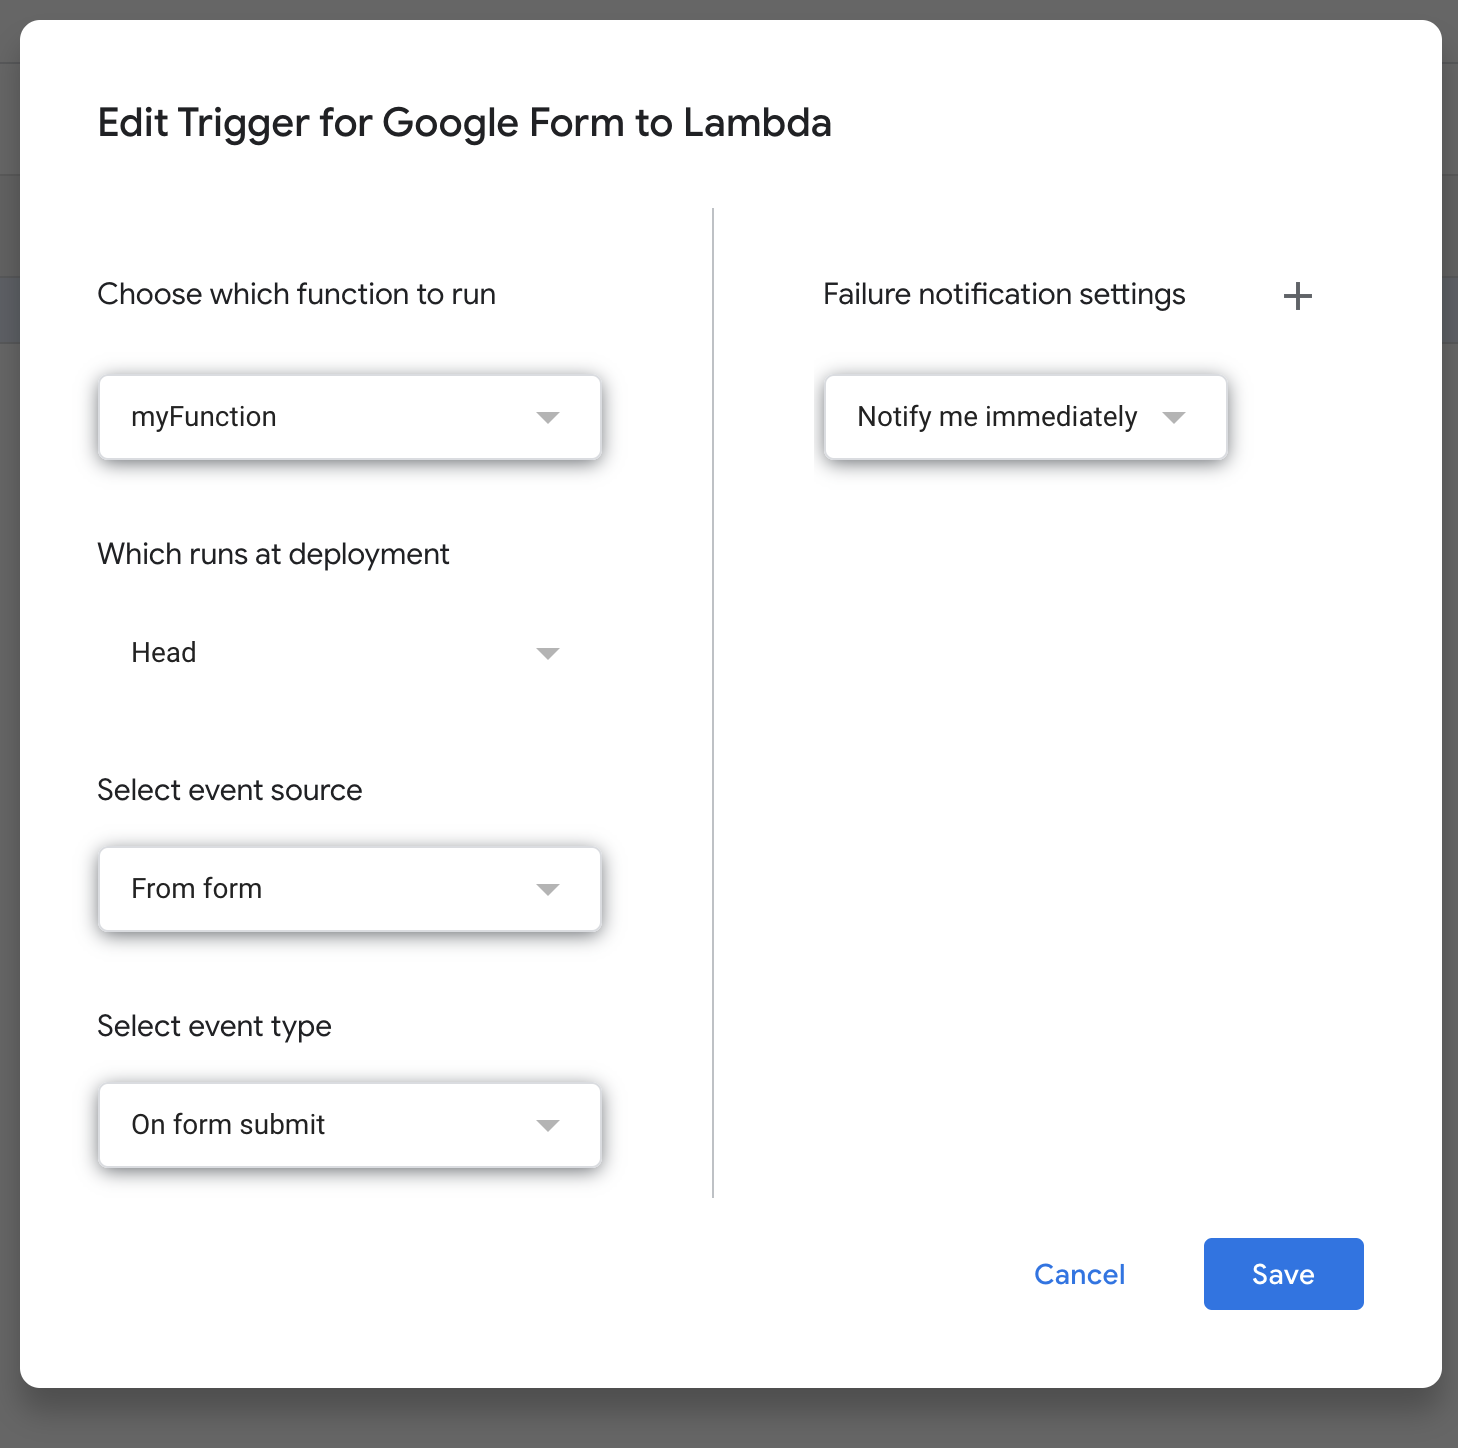 Edit Trigger for Google Form to Lambda
Choose which function to run
myFunction
Which runs at deployment
Head
Select event source
From form
Select event type
On form submit
Failure notification settings
Notify me immediately
Cancel
Save